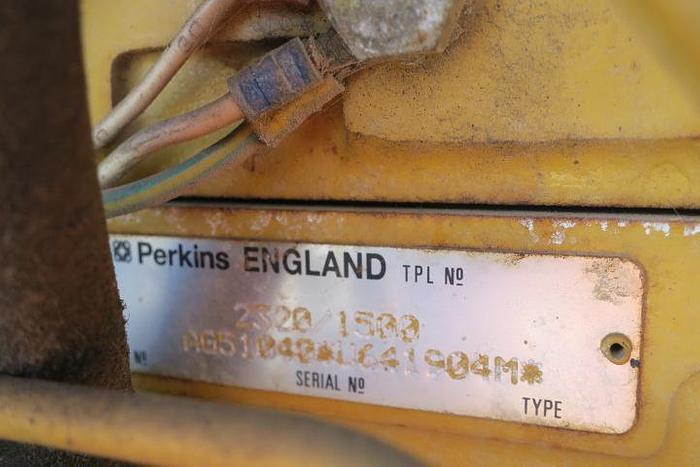 Perkins ENGLAND TPL Nº
2320/1500
AG51040*U641904M*
Nº SERIAL Nº TYPE